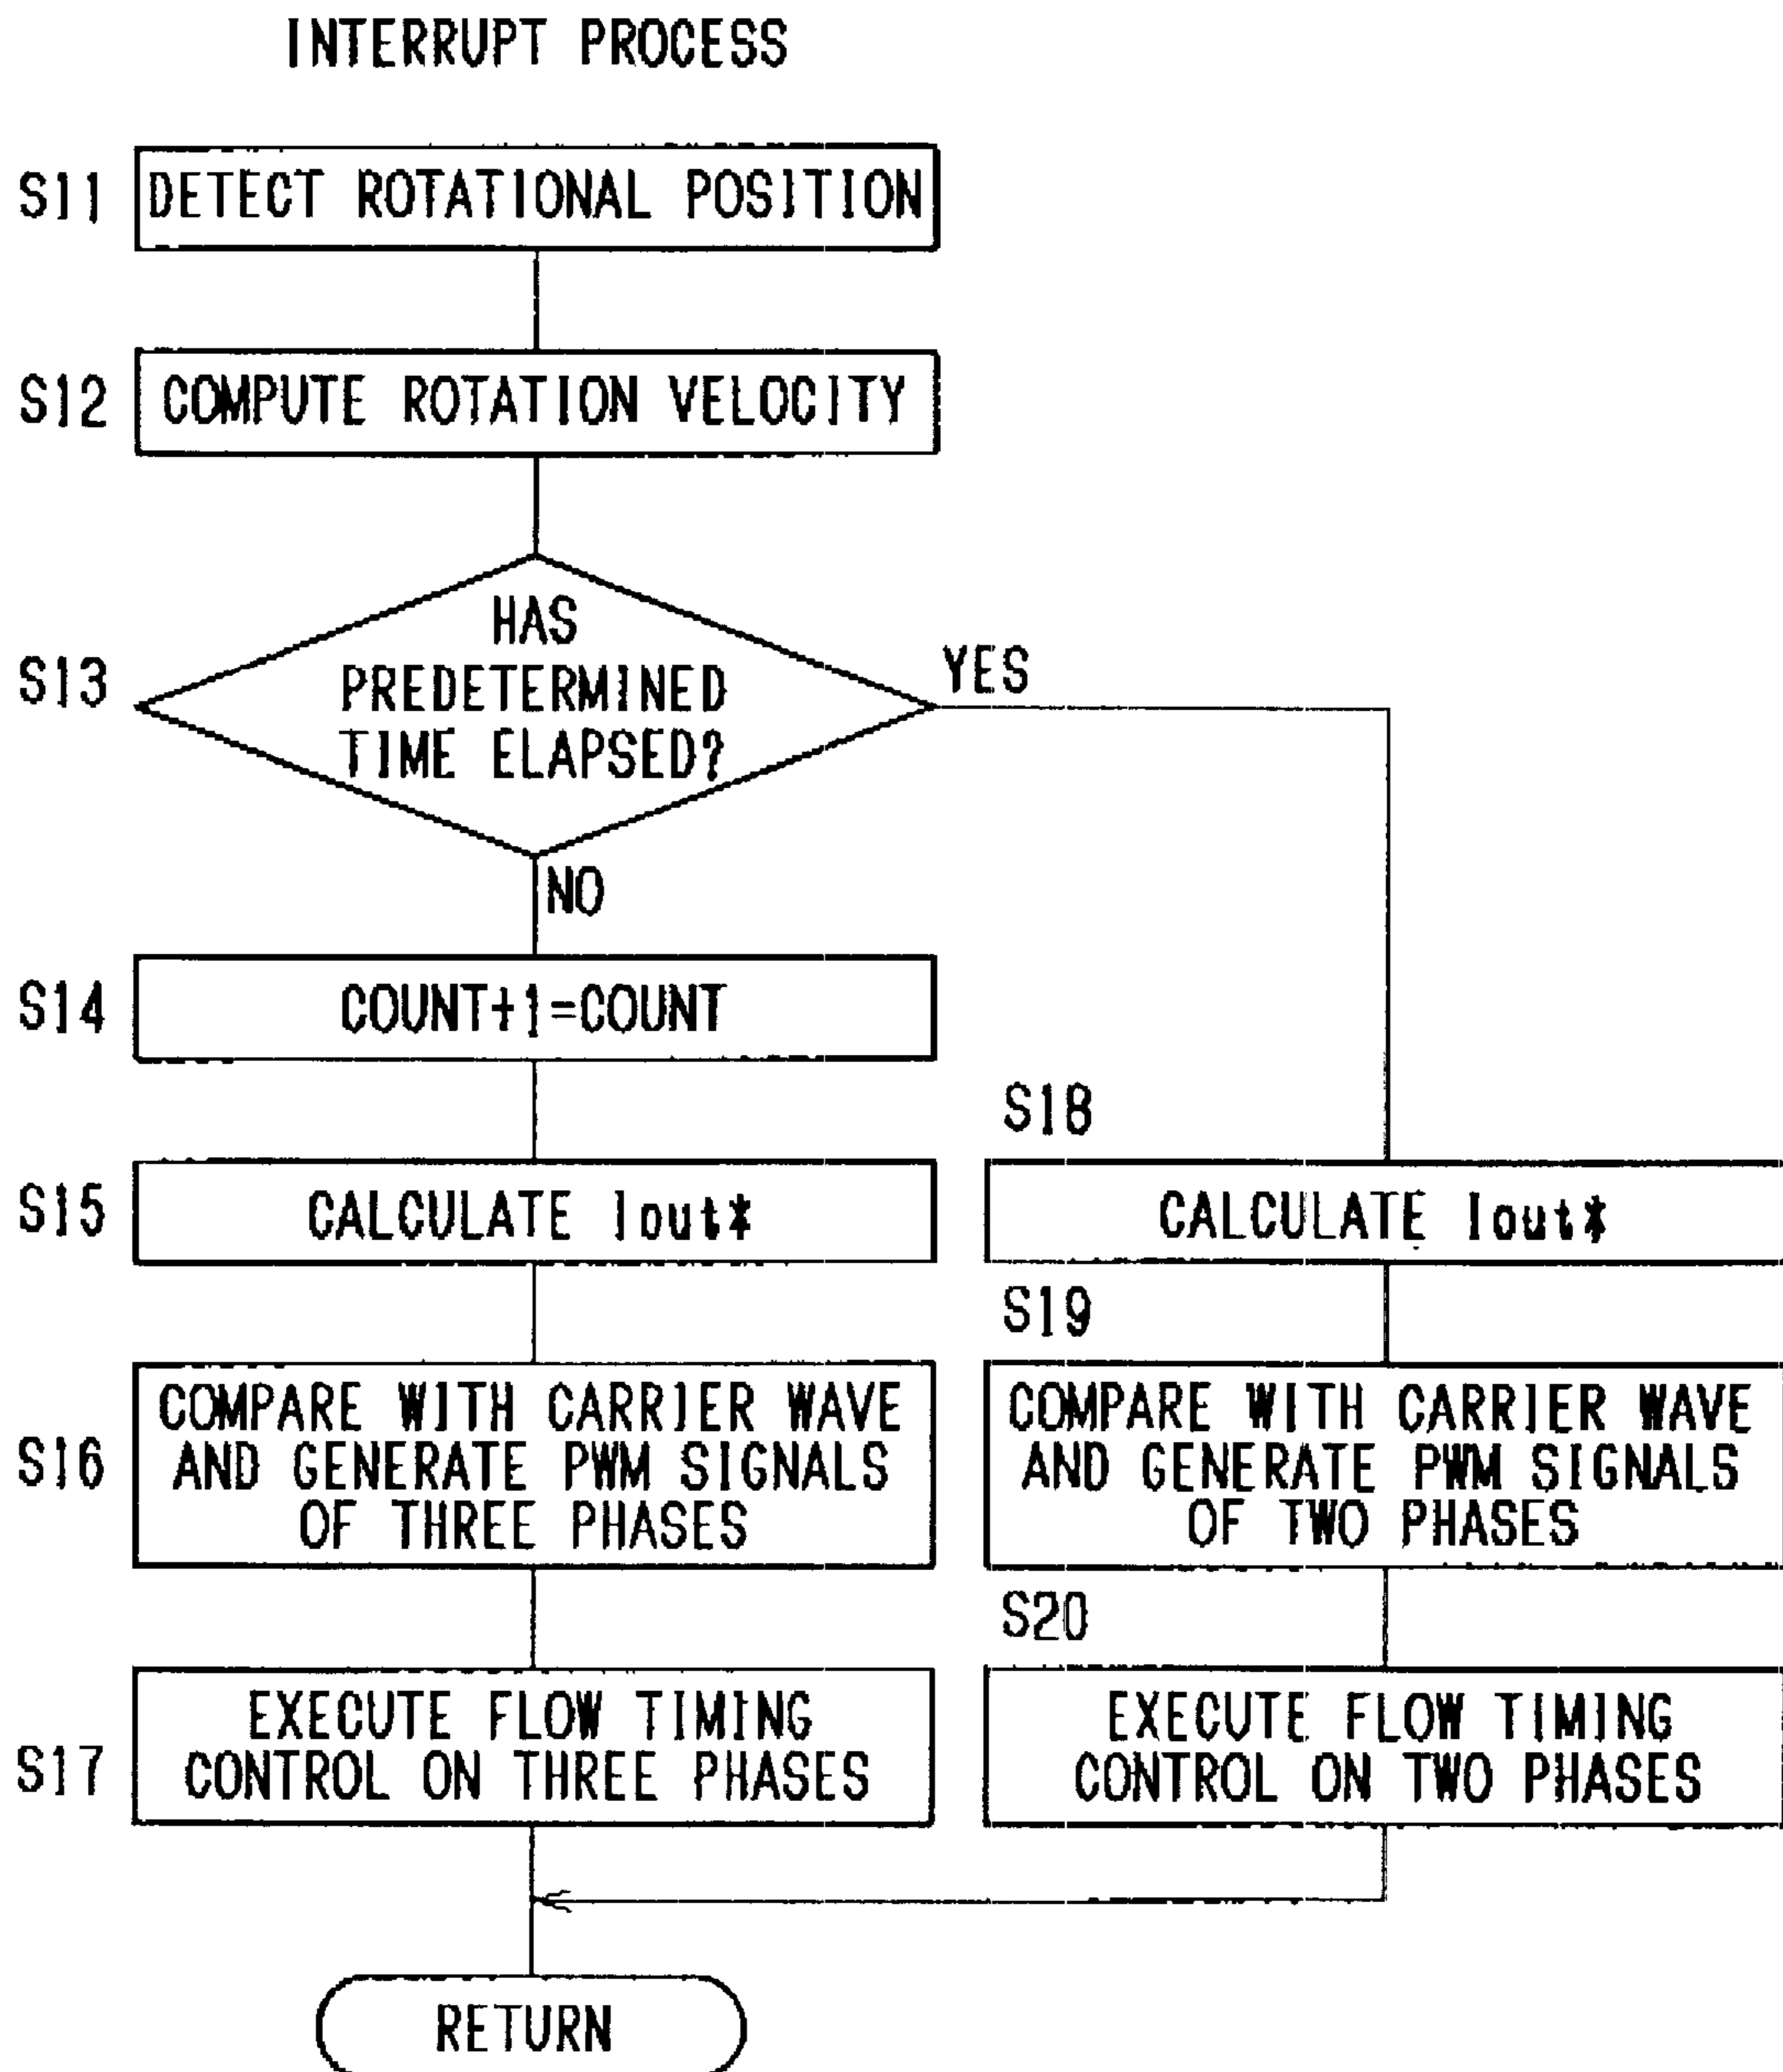 INTERRUPT PROCESS
S11
DETECT ROTATIONAL POSITION
S12
COMPUTE ROTATION VELOCITY
S13
HAS
PREDETERMINED
TIME ELAPSED?
YES
NO
S14
COUNT+1=COUNT
S15
CALCULATE Iout*
S16
COMPARE WITH CARRIER WAVE
AND GENERATE PWM SIGNALS
OF THREE PHASES
S17
EXECUTE FLOW TIMING
CONTROL ON THREE PHASES
S18
CALCULATE Iout*
S19
COMPARE WITH CARRIER WAVE
AND GENERATE PWM SIGNALS
OF TWO PHASES
S20
EXECUTE FLOW TIMING
CONTROL ON TWO PHASES
RETURN